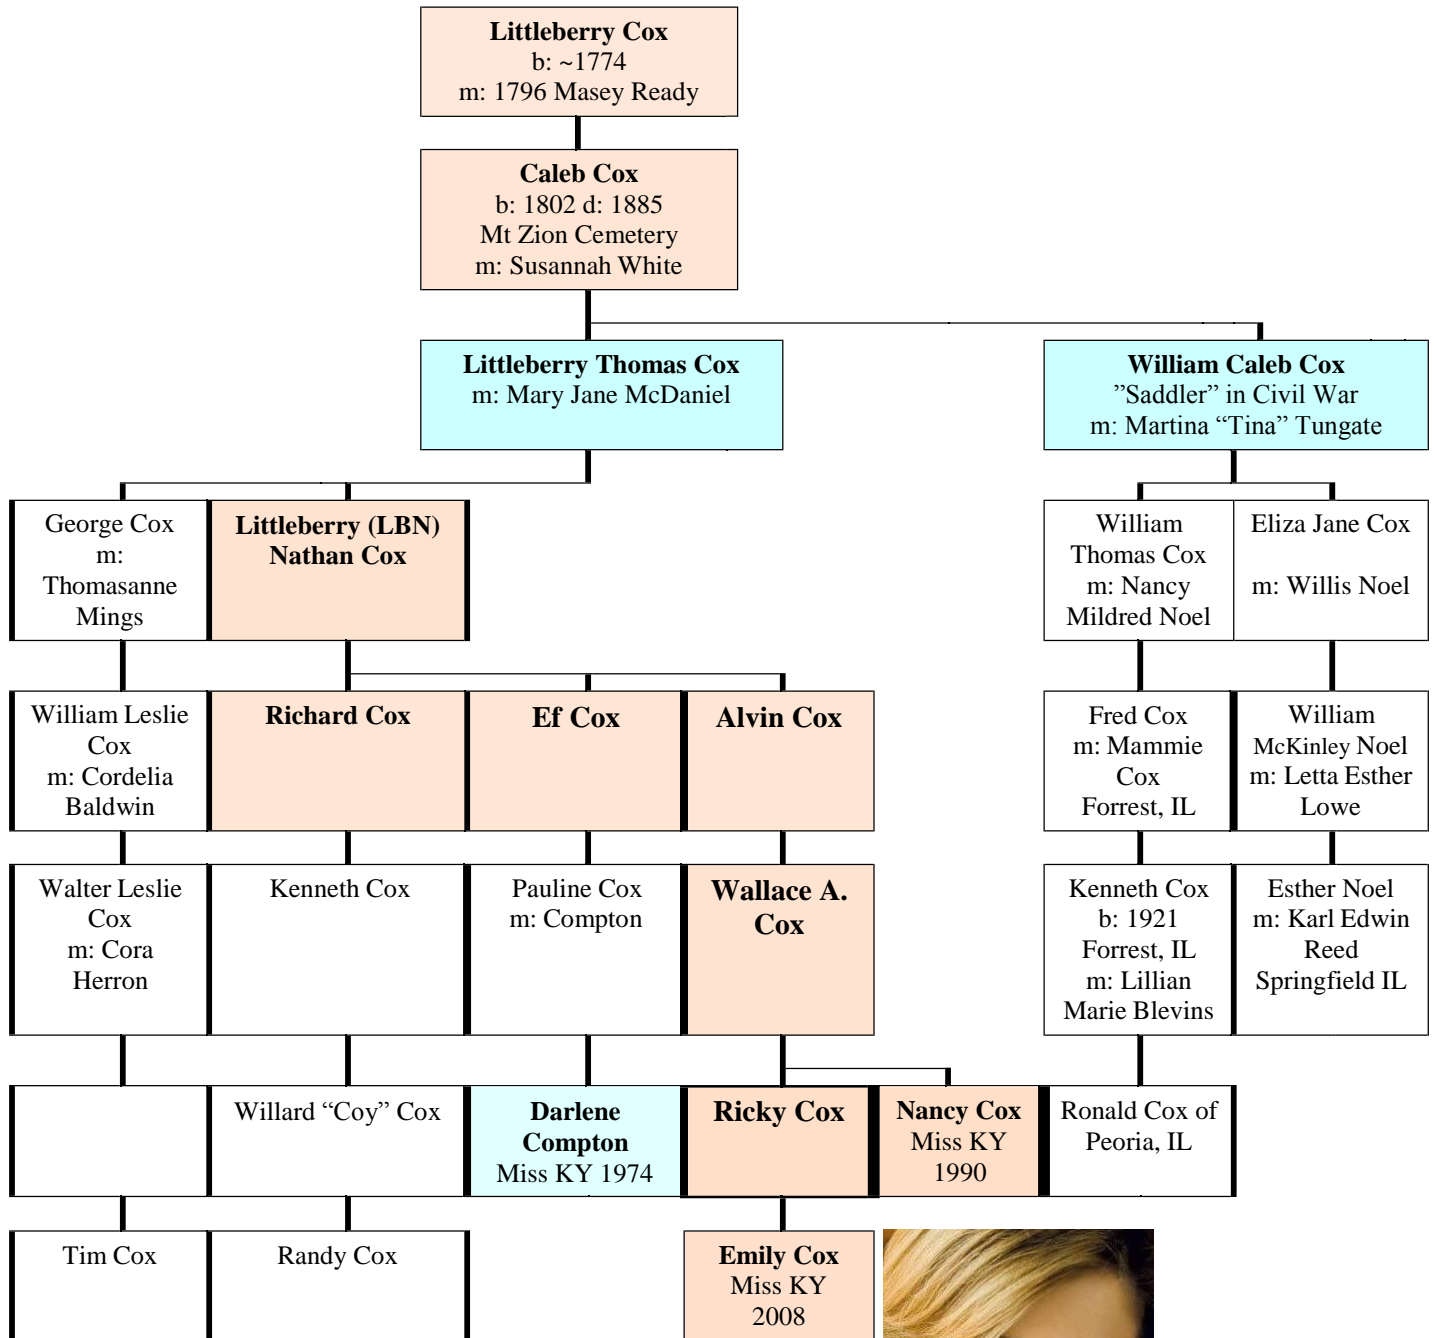 Littleberry Cox
b: ~1774
m: 1796 Masey Ready
Caleb Cox
b: 1802 d: 1885
Mt Zion Cemetery
m: Susannah White
Littleberry Thomas Cox
m: Mary Jane McDaniel
William Caleb Cox
”Saddler” in Civil War
m: Martina “Tina” Tungate
George Cox
m:
Thomasanne
Mings
Littleberry (LBN)
Nathan Cox
William
Thomas Cox
m: Nancy
Mildred Noel
Eliza Jane Cox
m: Willis Noel
William Leslie
Cox
m: Cordelia
Baldwin
Richard Cox
Ef Cox
Alvin Cox
Fred Cox
m: Mammie
Cox
Forrest, IL
William
McKinley Noel
m: Letta Esther
Lowe
Walter Leslie
Cox
m: Cora
Herron
Kenneth Cox
Pauline Cox
m: Compton
Wallace A.
Cox
Kenneth Cox
b: 1921
Forrest, IL
m: Lillian
Marie Blevins
Esther Noel
m: Karl Edwin
Reed
Springfield IL
Willard “Coy” Cox
Darlene
Compton
Miss KY 1974
Ricky Cox
Nancy Cox
Miss KY
1990
Ronald Cox of
Peoria, IL
Tim Cox
Randy Cox
Emily Cox
Miss KY
2008